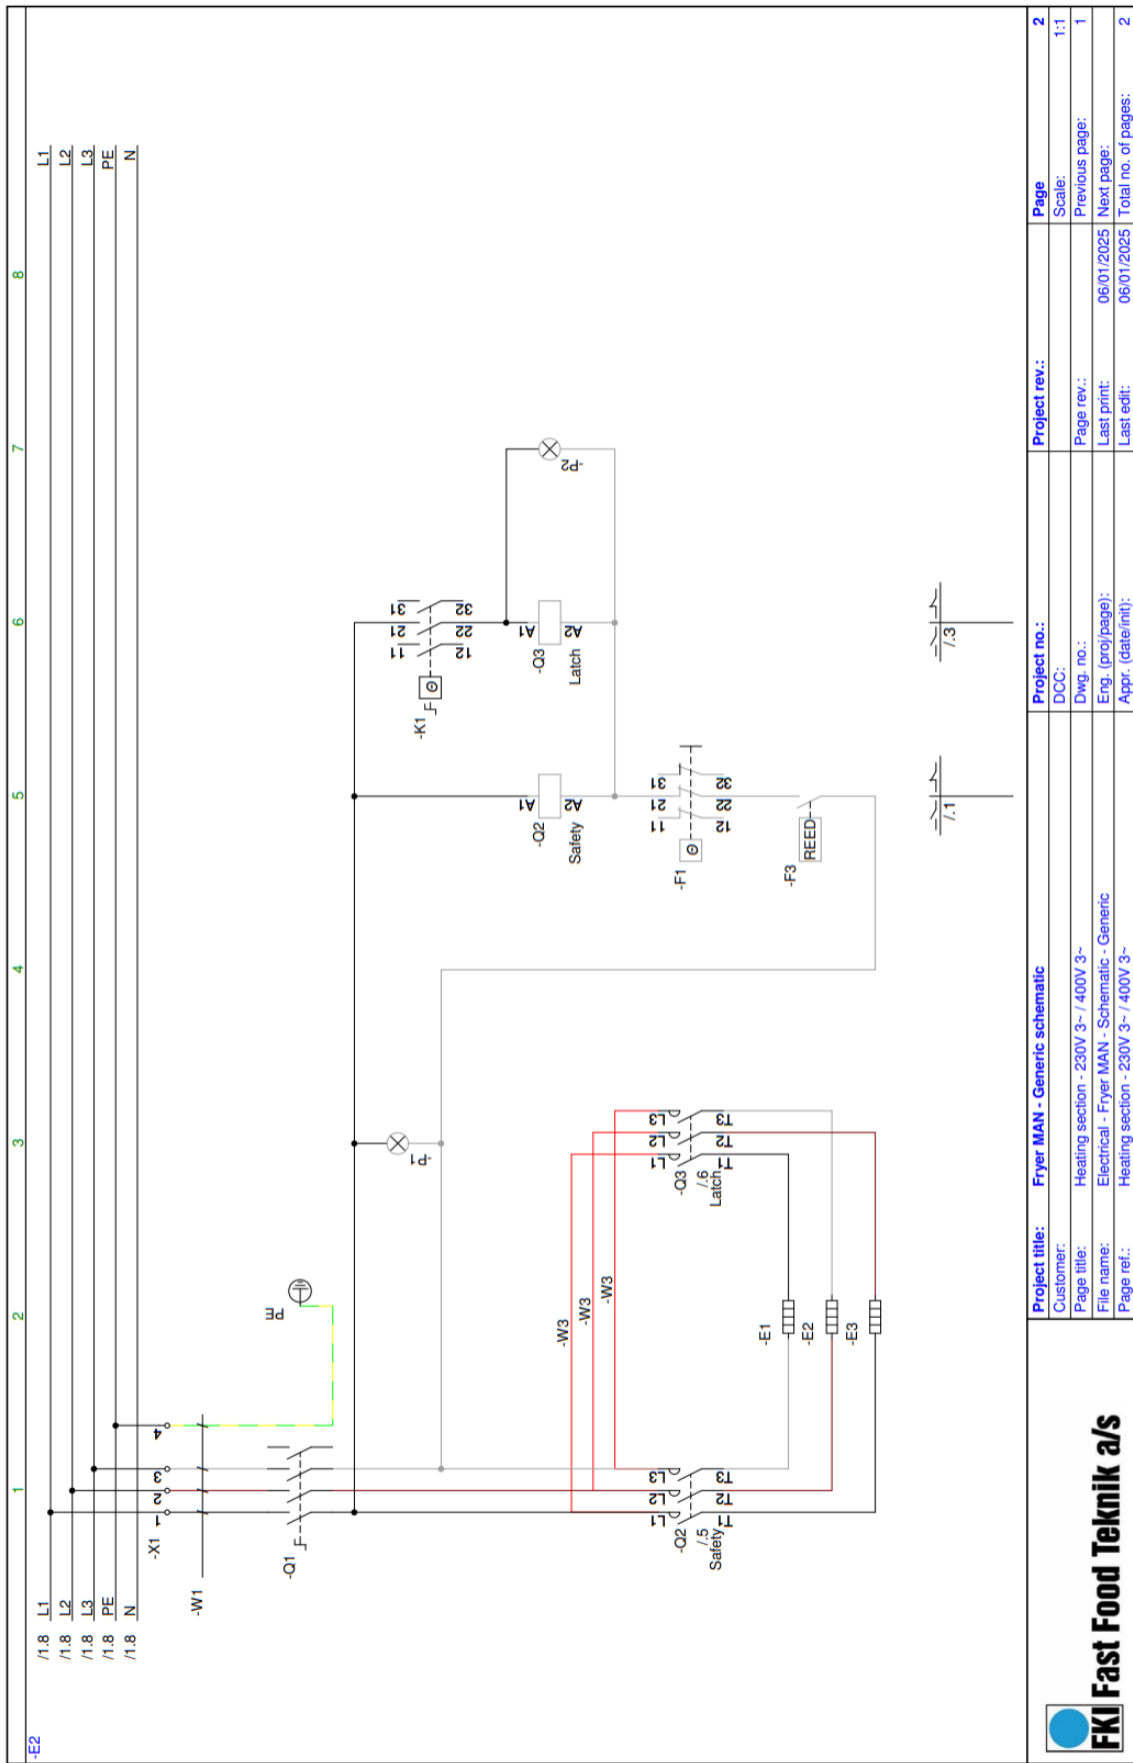 -E2
1 2 3 4 5 6 7 8
/1.8 L1 L1
/1.8 L2 L2
/1.8 L3 L3
/1.8 PE PE
/1.8 N N
-X1 1 2 3 4
-W1
-Q1
PE
-P1
-K1
11 21 31
12 22 32
-Q2
A1
A2
Safety
-Q3
A1
A2
Latch
-P2
-W3
-W3
-W3
-Q2
/.5
Safety
L1 L2 L3
T1 T2 T3
-Q3
/.6
Latch
L1 L2 L3
T1 T2 T3
-F1
11 21 31
12 22 32
-F3
REED
-E1
-E2
-E3
/.1
/.3
FKI Fast Food Teknik a/s
Project title: Fryer MAN - Generic schematic Project no.: Project rev.: Page 2
Customer: DCC: Scale: 1:1
Page title: Heating section - 230V 3~ / 400V 3~ Dwg. no.: Page rev.: Previous page: 1
File name: Electrical - Fryer MAN - Schematic - Generic Eng. (proj/page): Last print: 06/01/2025 Next page:
Page ref.: Heating section - 230V 3~ / 400V 3~ Appr. (date/init): Last edit: 06/01/2025 Total no. of pages: 2